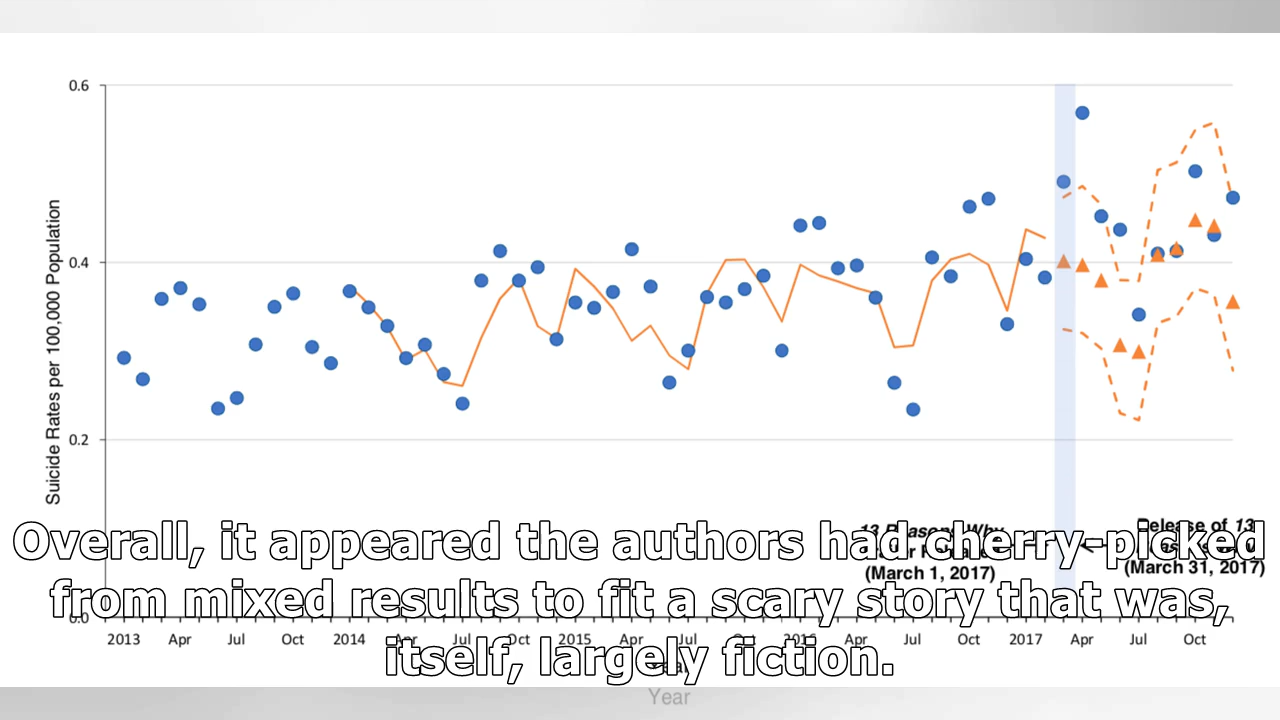 0.6
0.4
0.2
0.0
Suicide Rates per 100,000 Population
13 Reasons Why
(March 1, 2017)
Release of 13
(March 31, 2017)
2013 Apr Jul Oct 2014 Apr Jul Oct 2015 Apr Jul Oct 2016 Apr Jul Oct 2017 Apr Jul Oct
Year
Overall, it appeared the authors had cherry-picked
from mixed results to fit a scary story that was,
itself, largely fiction.
Year